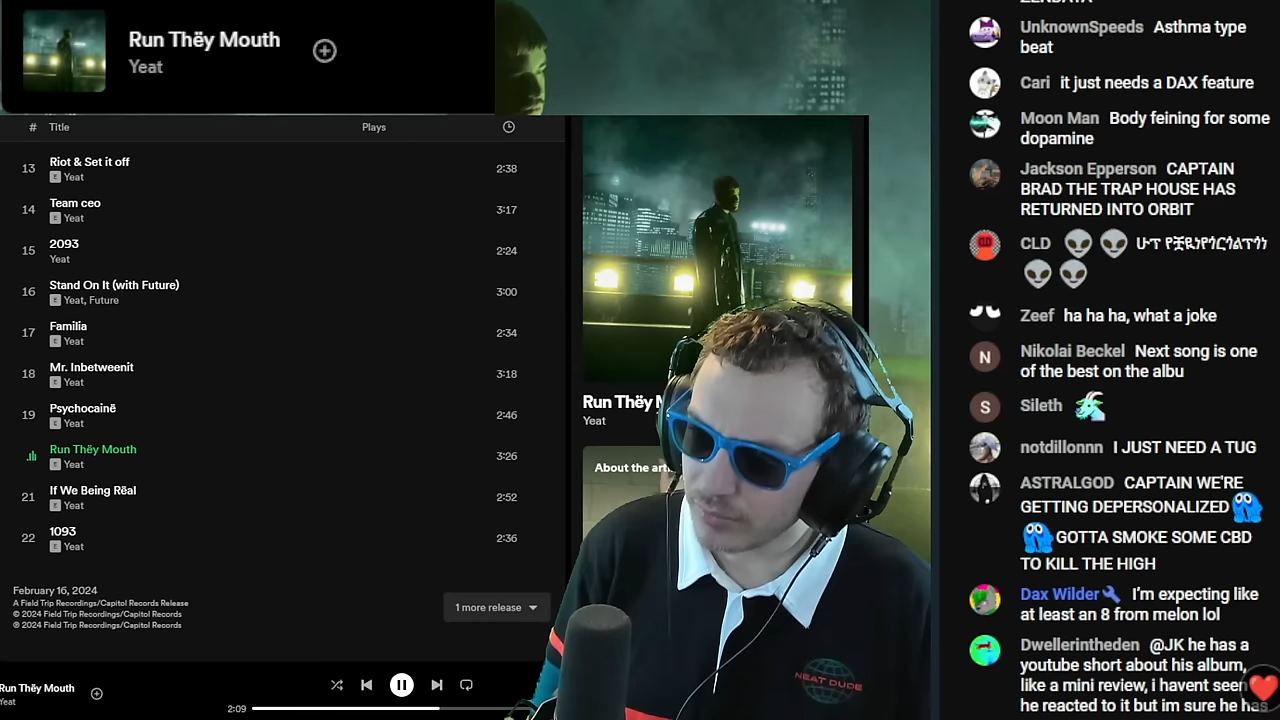 Run Thëy Mouth
Yeat
# Title Plays
13 Riot & Set it off 2:38
E Yeat
14 Team ceo 3:17
E Yeat
15 2093 2:24
Yeat
16 Stand On It (with Future) 3:00
E Yeat, Future
17 Familia 2:34
E Yeat
18 Mr. Inbetweenit 3:18
E Yeat
19 Psychocainë 2:46
E Yeat
Run Thëy Mouth 3:26
E Yeat
21 If We Being Rëal 2:52
E Yeat
22 1093 2:36
E Yeat
February 16, 2024
A Field Trip Recordings/Capitol Records Release
© 2024 Field Trip Recordings/Capitol Records
℗ 2024 Field Trip Recordings/Capitol Records
1 more release
Run Thëy Mouth
Yeat
2:09
Run Thëy M
Yeat
About the art
NEAT DUDE
UnknownSpeeds Asthma type
beat
Cari it just needs a DAX feature
Moon Man Body feining for some
dopamine
Jackson Epperson CAPTAIN
BRAD THE TRAP HOUSE HAS
RETURNED INTO ORBIT
CLD
Zeef ha ha ha, what a joke
N Nikolai Beckel Next song is one
of the best on the albu
S Sileth
notdillonnn I JUST NEED A TUG
ASTRALGOD CAPTAIN WE'RE
GETTING DEPERSONALIZED
GOTTA SMOKE SOME CBD
TO KILL THE HIGH
Dax Wilder I'm expecting like
at least an 8 from melon lol
Dwellerintheden @JK he has a
youtube short about his album,
like a mini review, i havent seen
he reacted to it but im sure he has